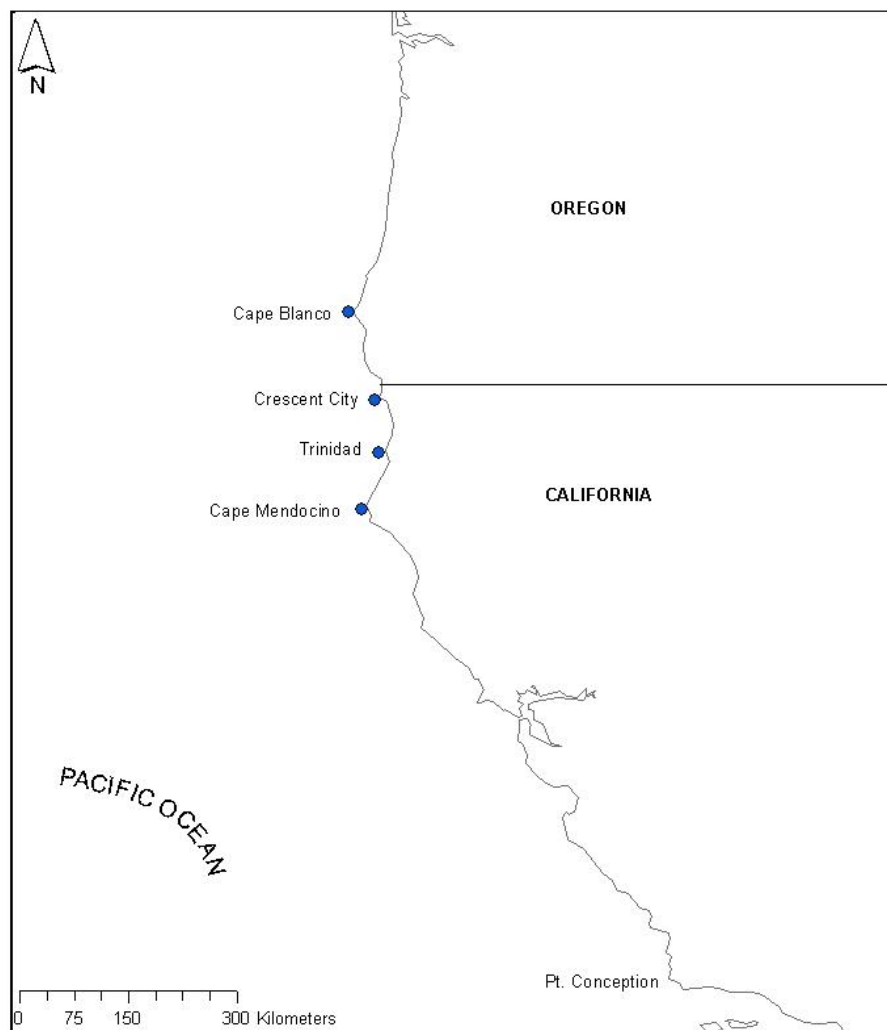 N
OREGON
Cape Blanco
Crescent City
Trinidad
CALIFORNIA
Cape Mendocino
PACIFIC OCEAN
Pt. Conception
0 75 150 300 Kilometers